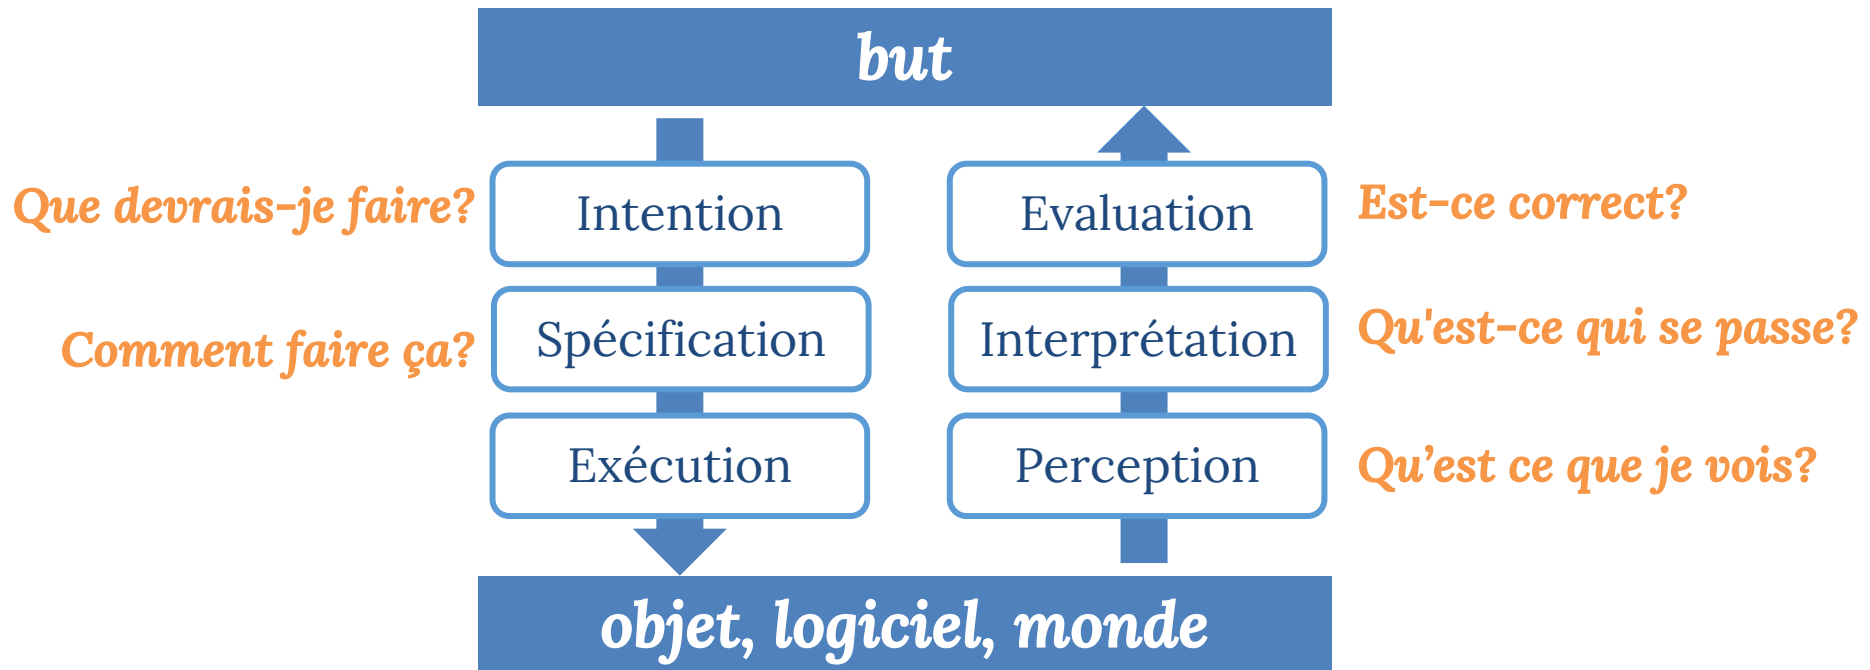 but
Que devrais-je faire?
Intention
Evaluation
Est-ce correct?
Comment faire ça?
Spécification
Interprétation
Qu'est-ce qui se passe?
Exécution
Perception
Qu’est ce que je vois?
objet, logiciel, monde